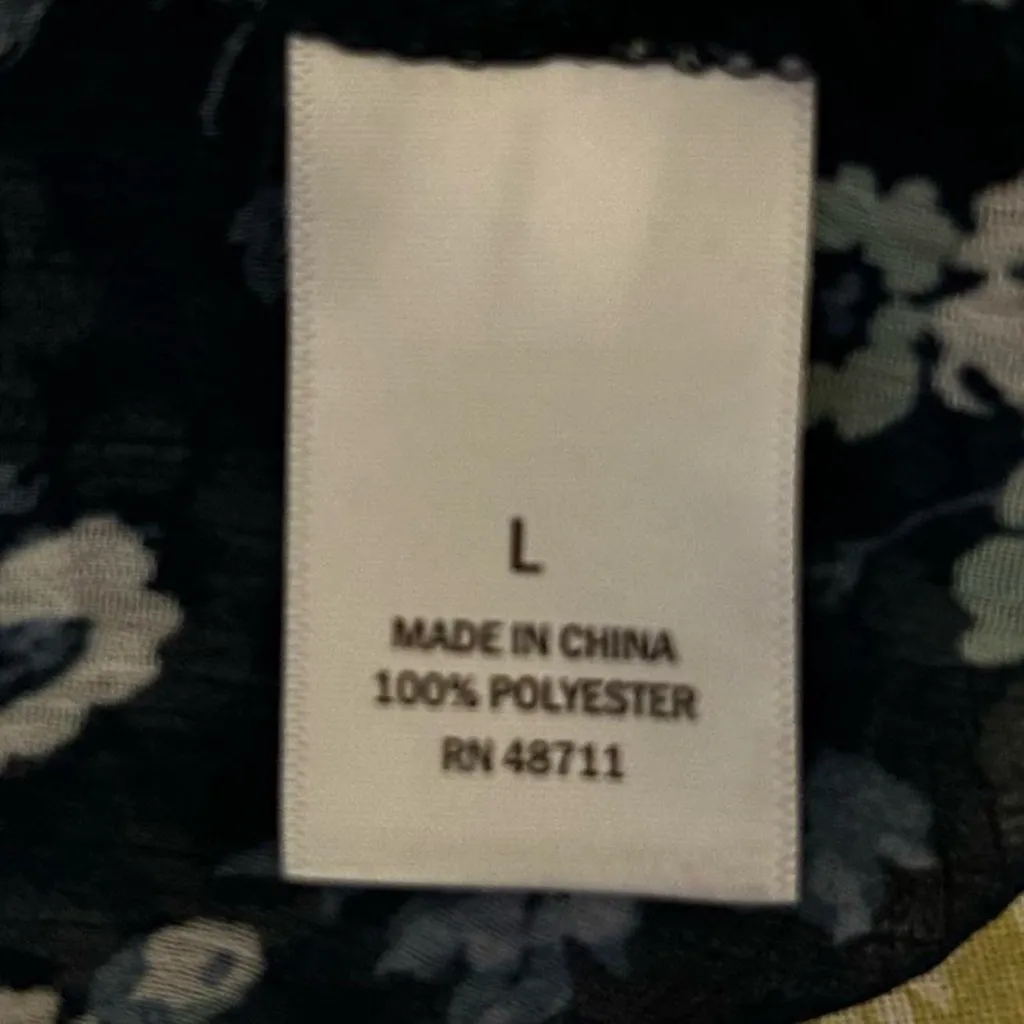 L
MADE IN CHINA
100% POLYESTER
RN 48711